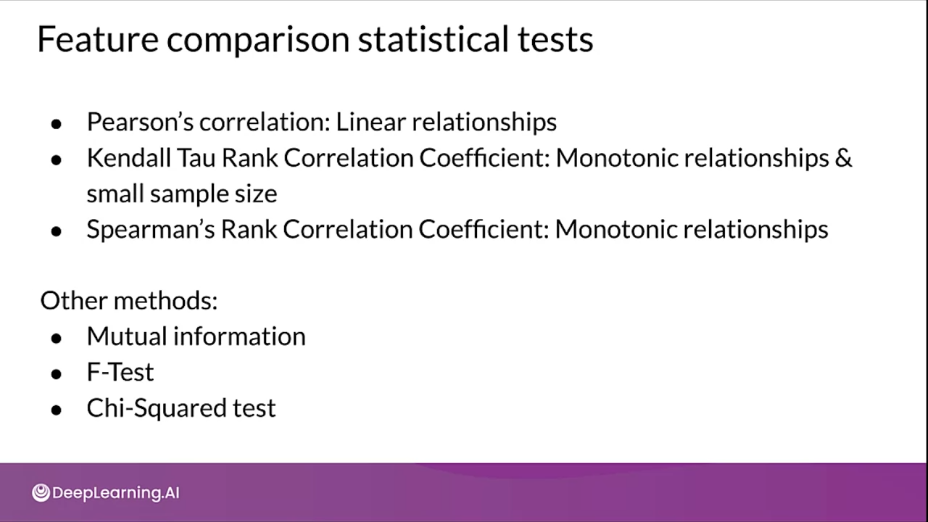 Feature comparison statistical tests
● Pearson’s correlation: Linear relationships
● Kendall Tau Rank Correlation Coefficient: Monotonic relationships &
small sample size
● Spearman’s Rank Correlation Coefficient: Monotonic relationships
Other methods:
● Mutual information
● F-Test
● Chi-Squared test
DeepLearning.AI